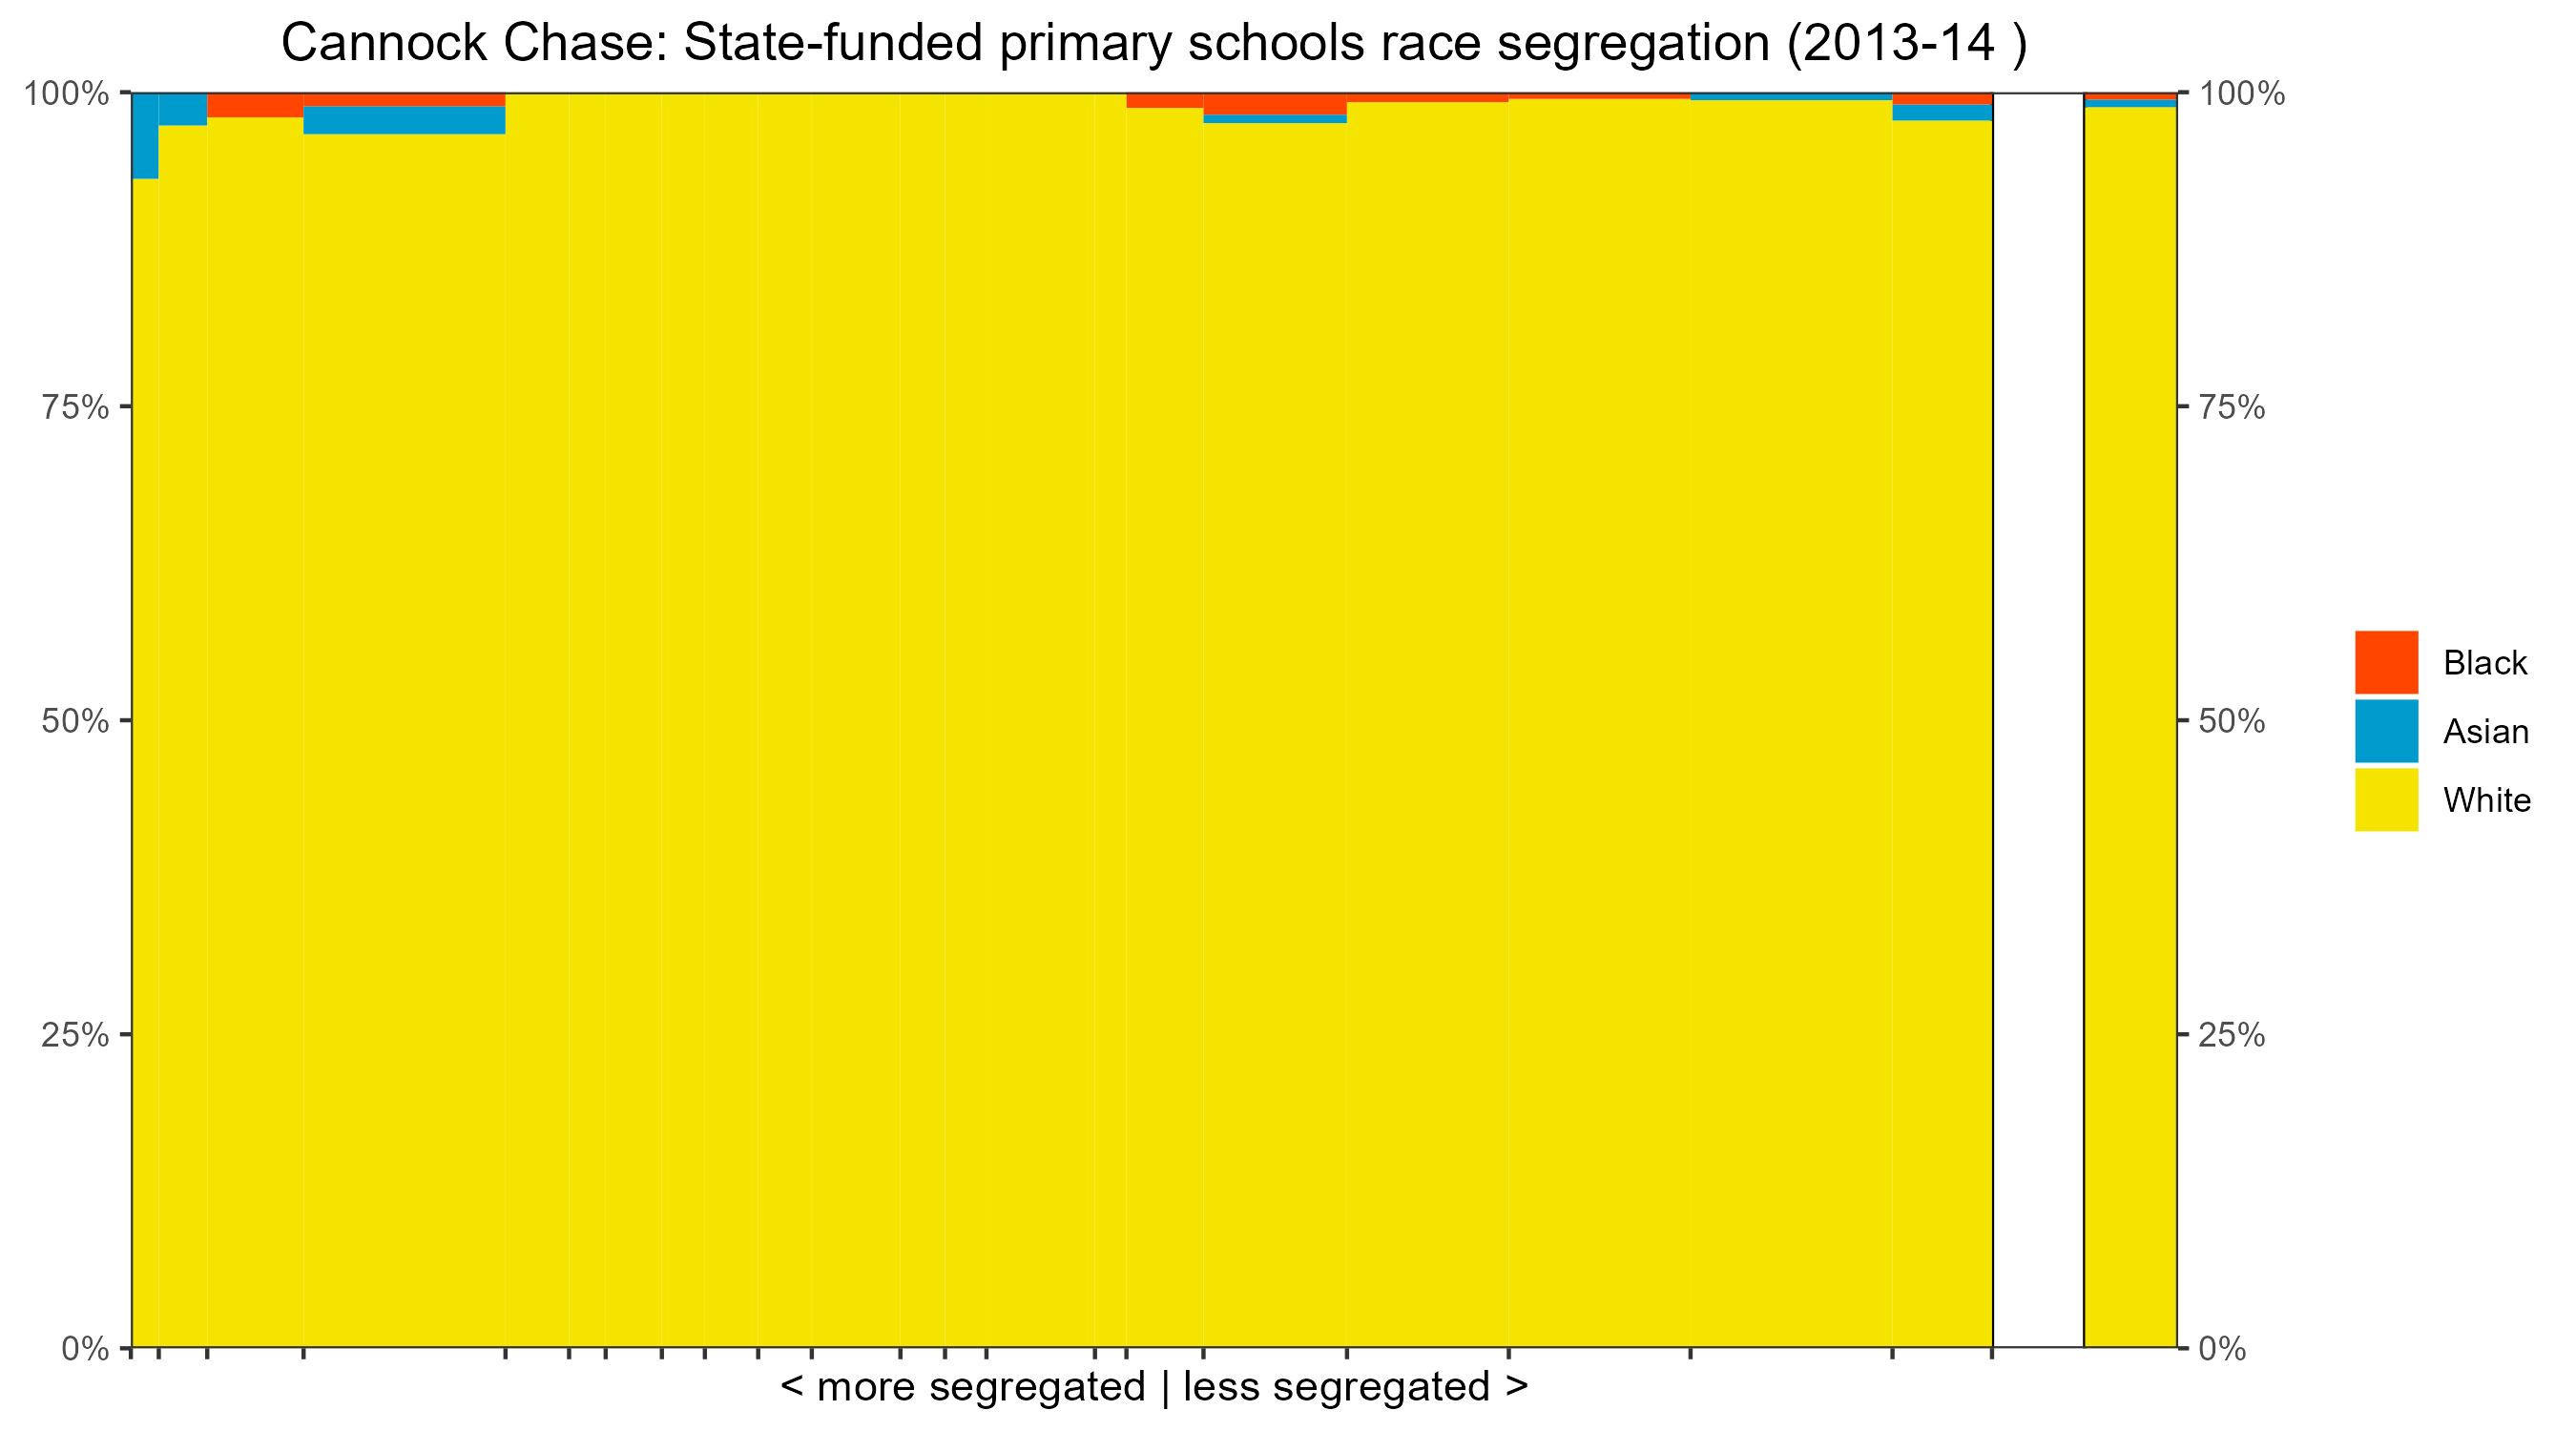 Cannock Chase: State-funded primary schools race segregation (2013-14 )
100%
75%
50%
25%
0%
100%
75%
50%
25%
0%
Black
Asian
White
< more segregated | less segregated >